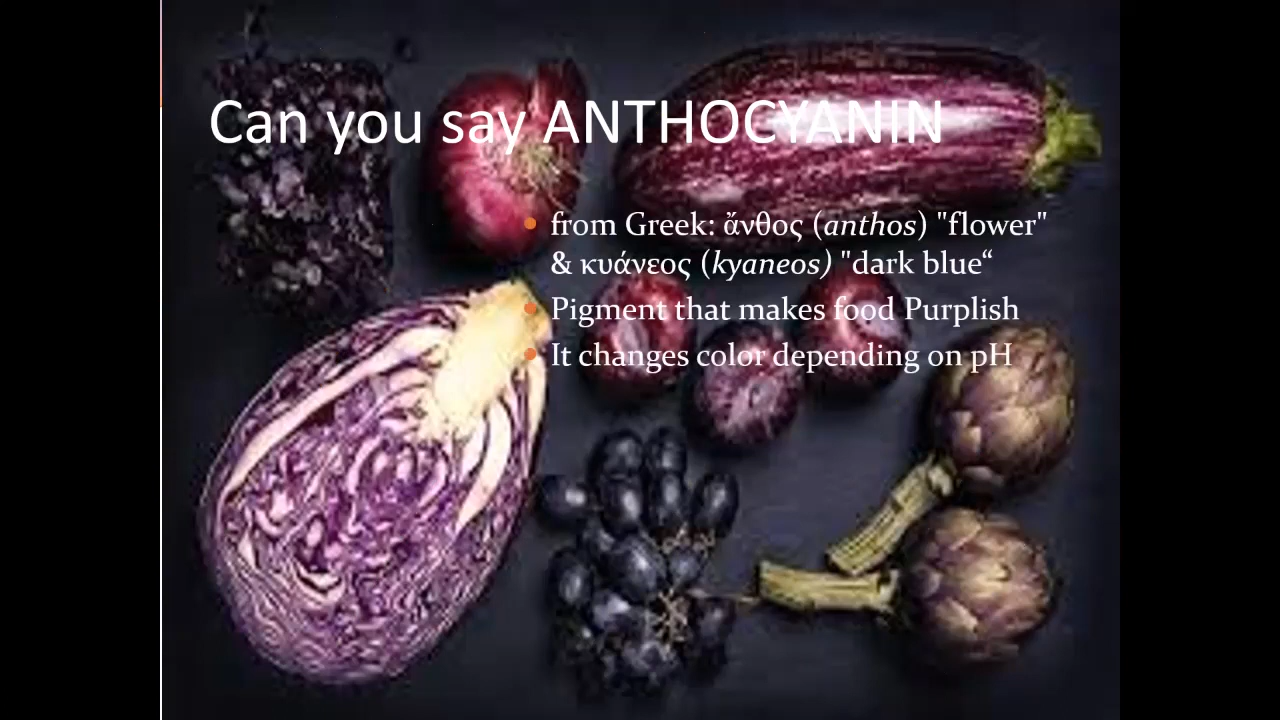 Can you say ANTHOCYANIN
from Greek: ἄνθος (anthos) "flower"
& κυάνεος (kyaneos) "dark blue“
Pigment that makes food Purplish
It changes color depending on pH